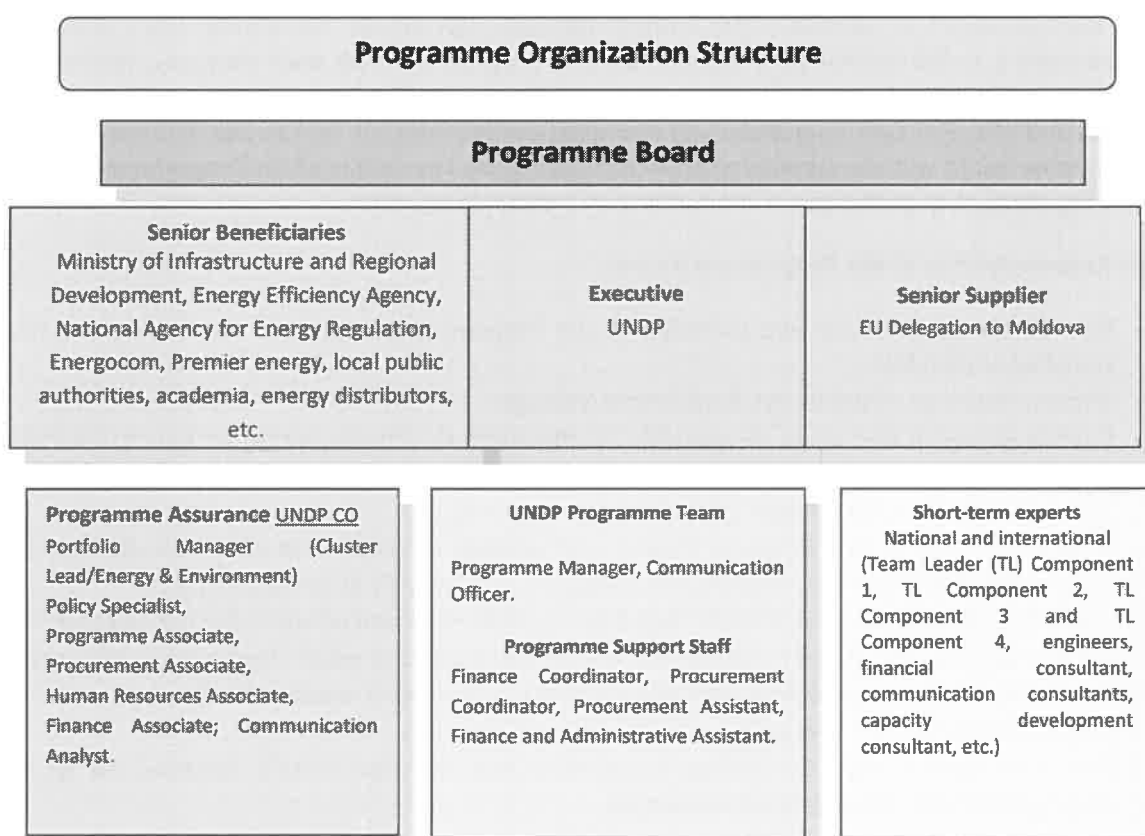 Programme Organization Structure
Programme Board
Senior Beneficiaries
Ministry of Infrastructure and Regional
Development, Energy Efficiency Agency,
National Agency for Energy Regulation,
Energocom, Premier energy, local public
authorities, academia, energy distributors,
etc.
Executive
UNDP
Senior Supplier
EU Delegation to Moldova
Programme Assurance UNDP CO
Portfolio Manager (Cluster
Lead/Energy & Environment)
Policy Specialist,
Programme Associate,
Procurement Associate,
Human Resources Associate,
Finance Associate; Communication
Analyst.
UNDP Programme Team
Programme Manager, Communication
Officer.
Programme Support Staff
Finance Coordinator, Procurement
Coordinator, Procurement Assistant,
Finance and Administrative Assistant.
Short-term experts
National and international
(Team Leader (TL) Component
1, TL Component 2, TL
Component 3 and TL
Component 4, engineers,
financial consultant,
communication consultants,
capacity development
consultant, etc.)